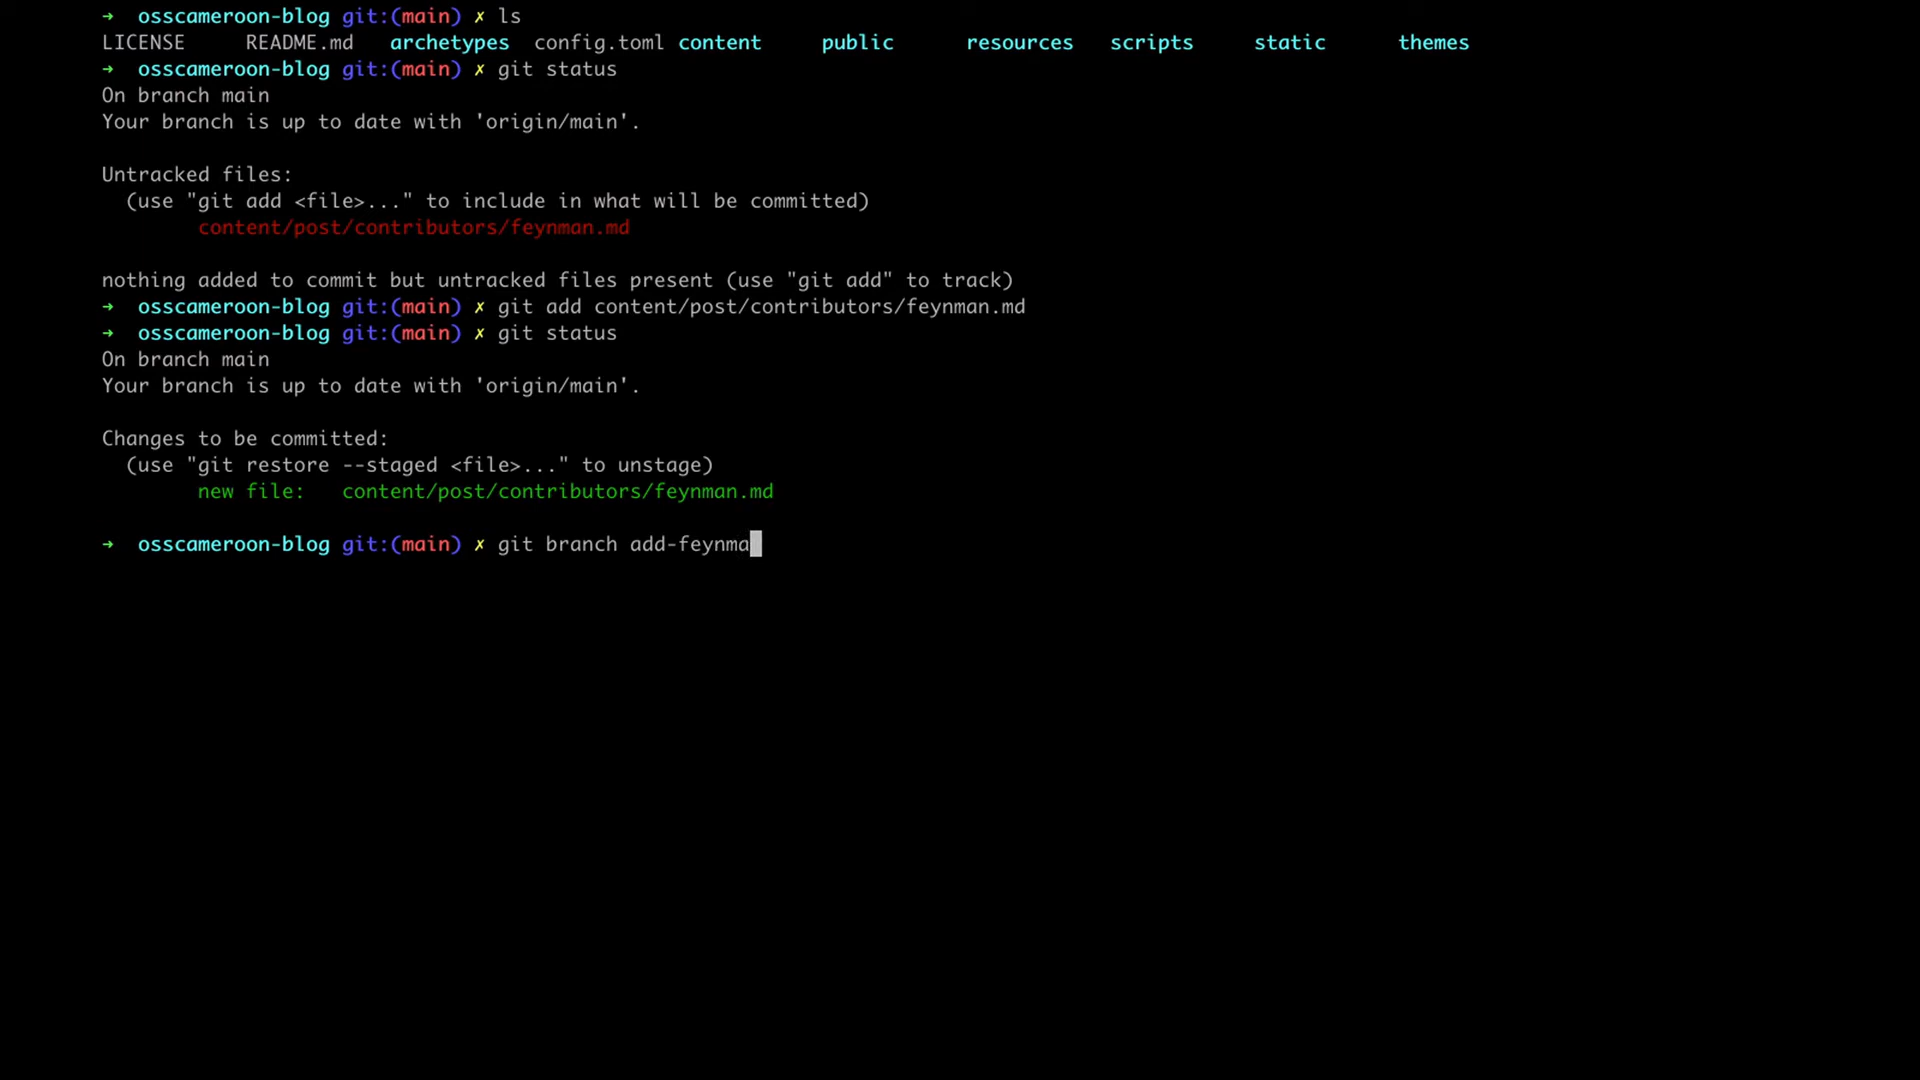 ➜  osscameroon-blog git:(main) ✗ ls
LICENSE     README.md   archetypes  config.toml content     public      resources   scripts     static      themes
➜  osscameroon-blog git:(main) ✗ git status
On branch main
Your branch is up to date with 'origin/main'.
Untracked files:
  (use "git add <file>..." to include in what will be committed)
        content/post/contributors/feynman.md
nothing added to commit but untracked files present (use "git add" to track)
➜  osscameroon-blog git:(main) ✗ git add content/post/contributors/feynman.md
➜  osscameroon-blog git:(main) ✗ git status
On branch main
Your branch is up to date with 'origin/main'.
Changes to be committed:
  (use "git restore --staged <file>..." to unstage)
        new file:   content/post/contributors/feynman.md
➜  osscameroon-blog git:(main) ✗ git branch add-feynma